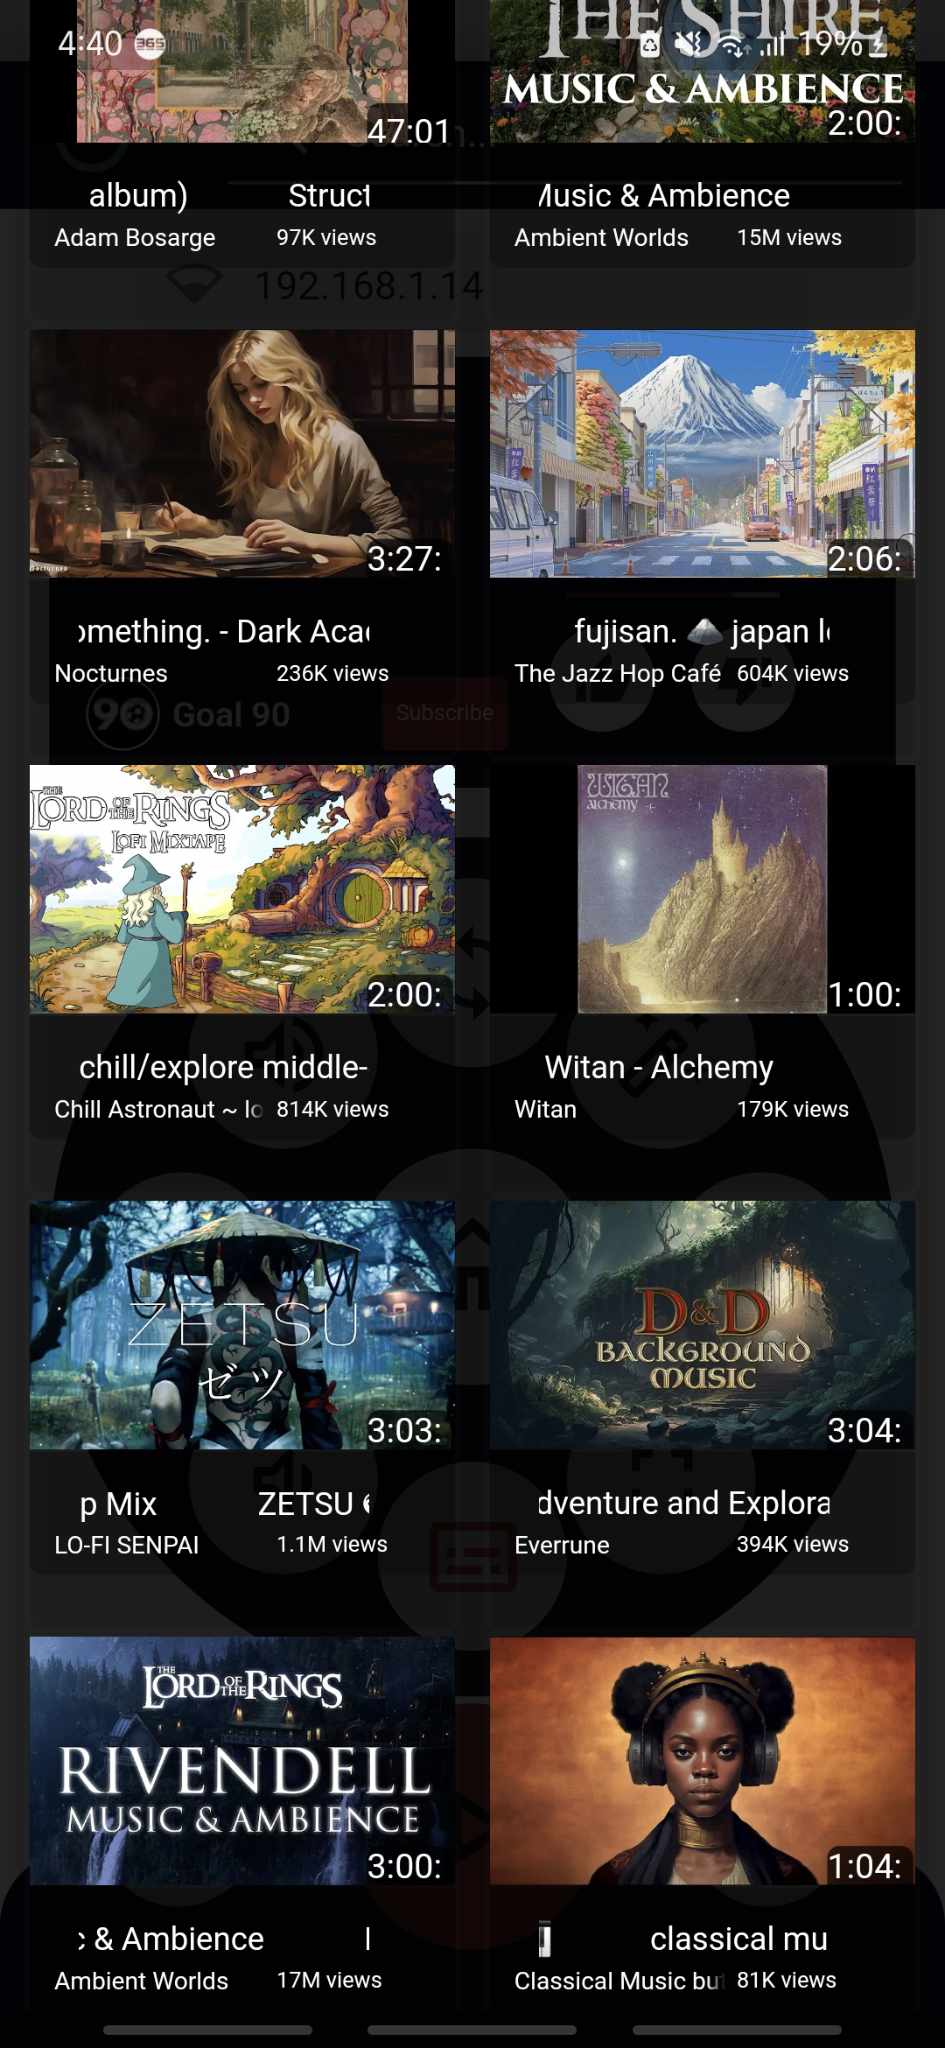 4:40
365
19%
THE SHIRE
MUSIC & AMBIENCE
47:01
2:00:
album) Struct
Adam Bosarge 97K views
Music & Ambience
Ambient Worlds 15M views
192.168.1.14
3:27:
2:06:
omething. - Dark Acad
Nocturnes 236K views
fujisan. japan l
The Jazz Hop Café 604K views
90 Goal 90
Subscribe
THE LORD OF THE RINGS
LOFI MIXTAPE
2:00:
WITAN
alchemy
1:00:
chill/explore middle-
Chill Astronaut ~ lo 814K views
Witan - Alchemy
Witan 179K views
ZETSU
ゼツ
3:03:
D&D
BACKGROUND
MUSIC
3:04:
p Mix ZETSU
LO-FI SENPAI 1.1M views
dventure and Explora
Everrune 394K views
THE LORD OF THE RINGS
RIVENDELL
MUSIC & AMBIENCE
3:00:
1:04:
c & Ambience
Ambient Worlds 17M views
classical mu
Classical Music but 81K views